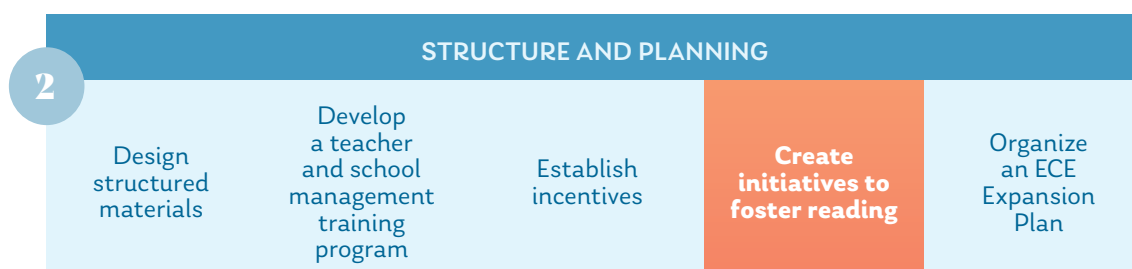 STRUCTURE AND PLANNING
2
Design
structured
materials
Develop
a teacher
and school
management
training
program
Establish
incentives
Create
initiatives to
foster reading
Organize
an ECE
Expansion
Plan